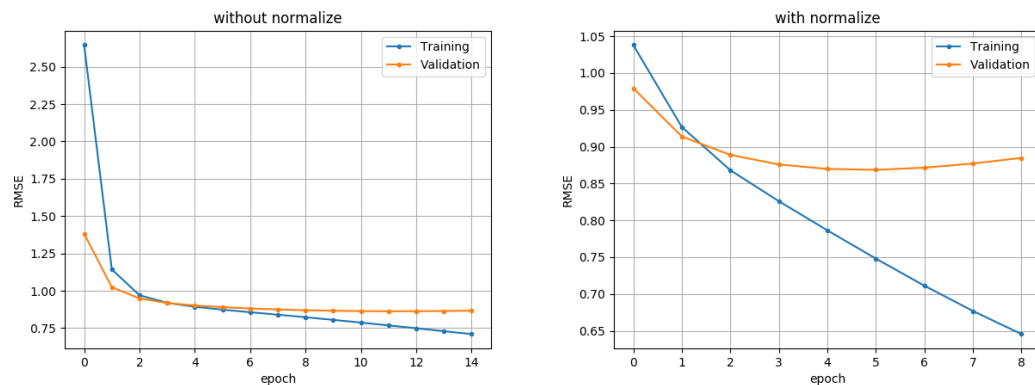 without normalize
Training
Validation
RMSE
2.50
2.25
2.00
1.75
1.50
1.25
1.00
0.75
0 2 4 6 8 10 12 14
epoch
with normalize
Training
Validation
RMSE
1.05
1.00
0.95
0.90
0.85
0.80
0.75
0.70
0.65
0 1 2 3 4 5 6 7 8
epoch